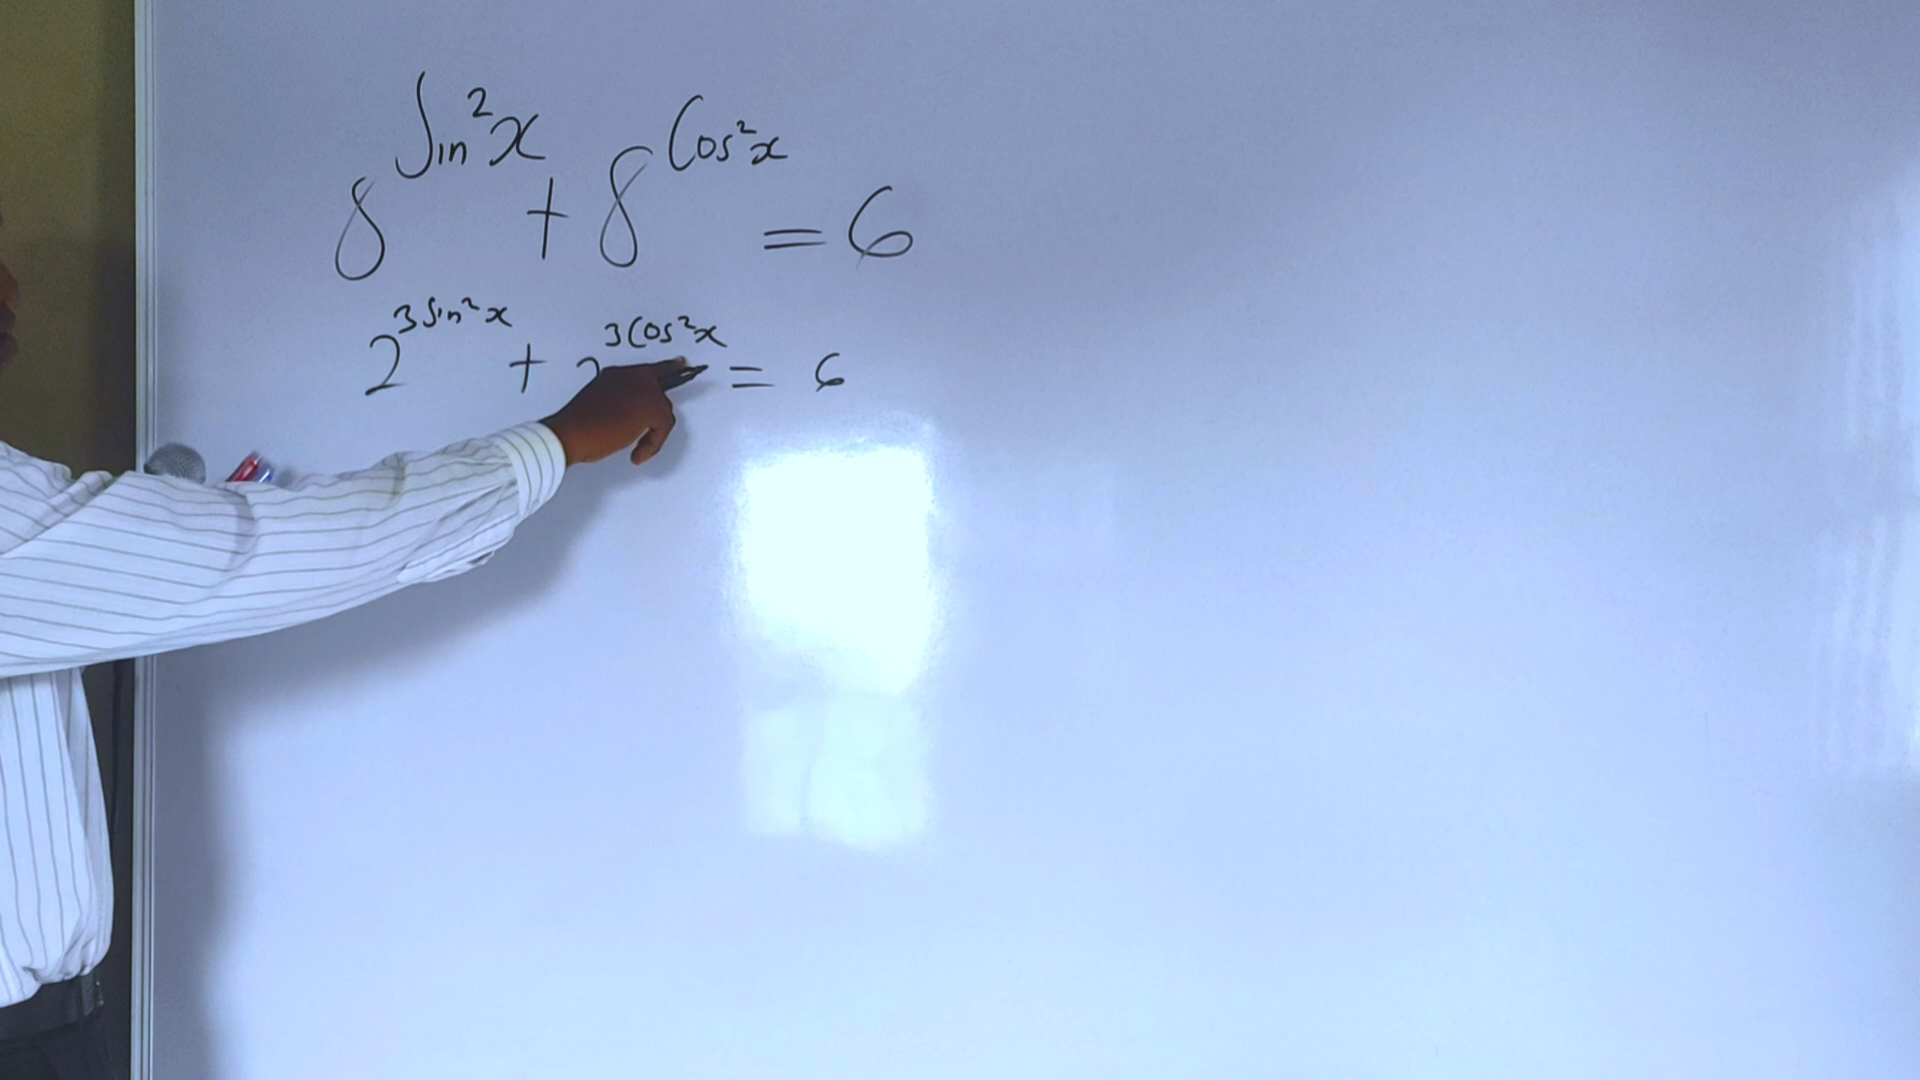 8^Sin²x + 8^Cos²x = 6
2^3Sin²x + 2^3Cos²x = 6